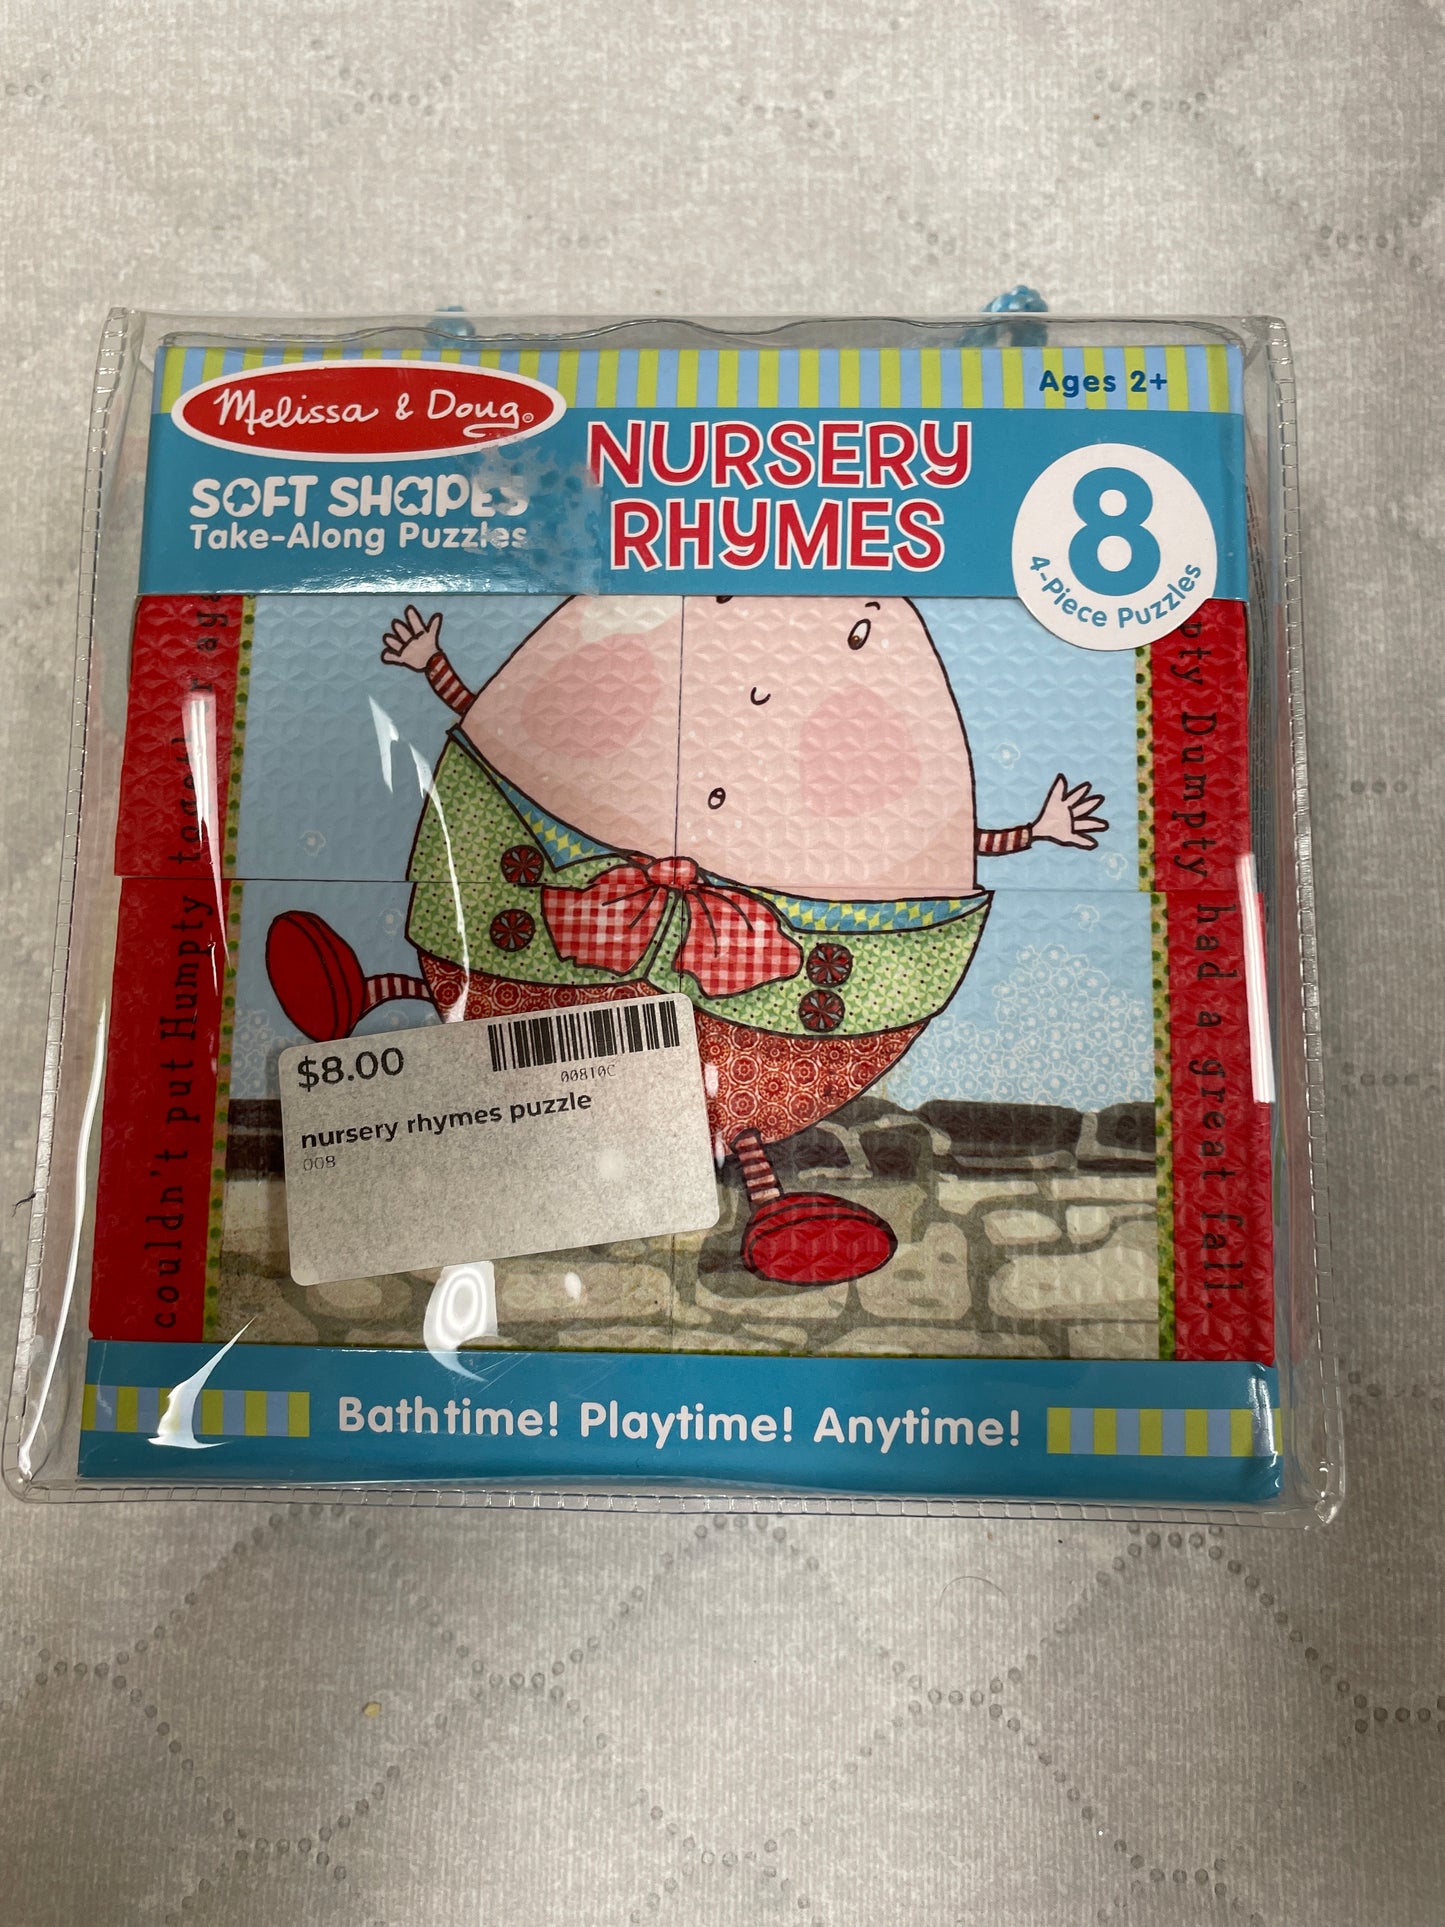 Melissa & Doug®
Ages 2+
SOFT SHAPES
Take-Along Puzzles
NURSERY
RHYMES
8
4-Piece Puzzles
couldn't put Humpty
Dumpty had a great fall.
$8.00
00810C
nursery rhymes puzzle
008
Bathtime! Playtime! Anytime!